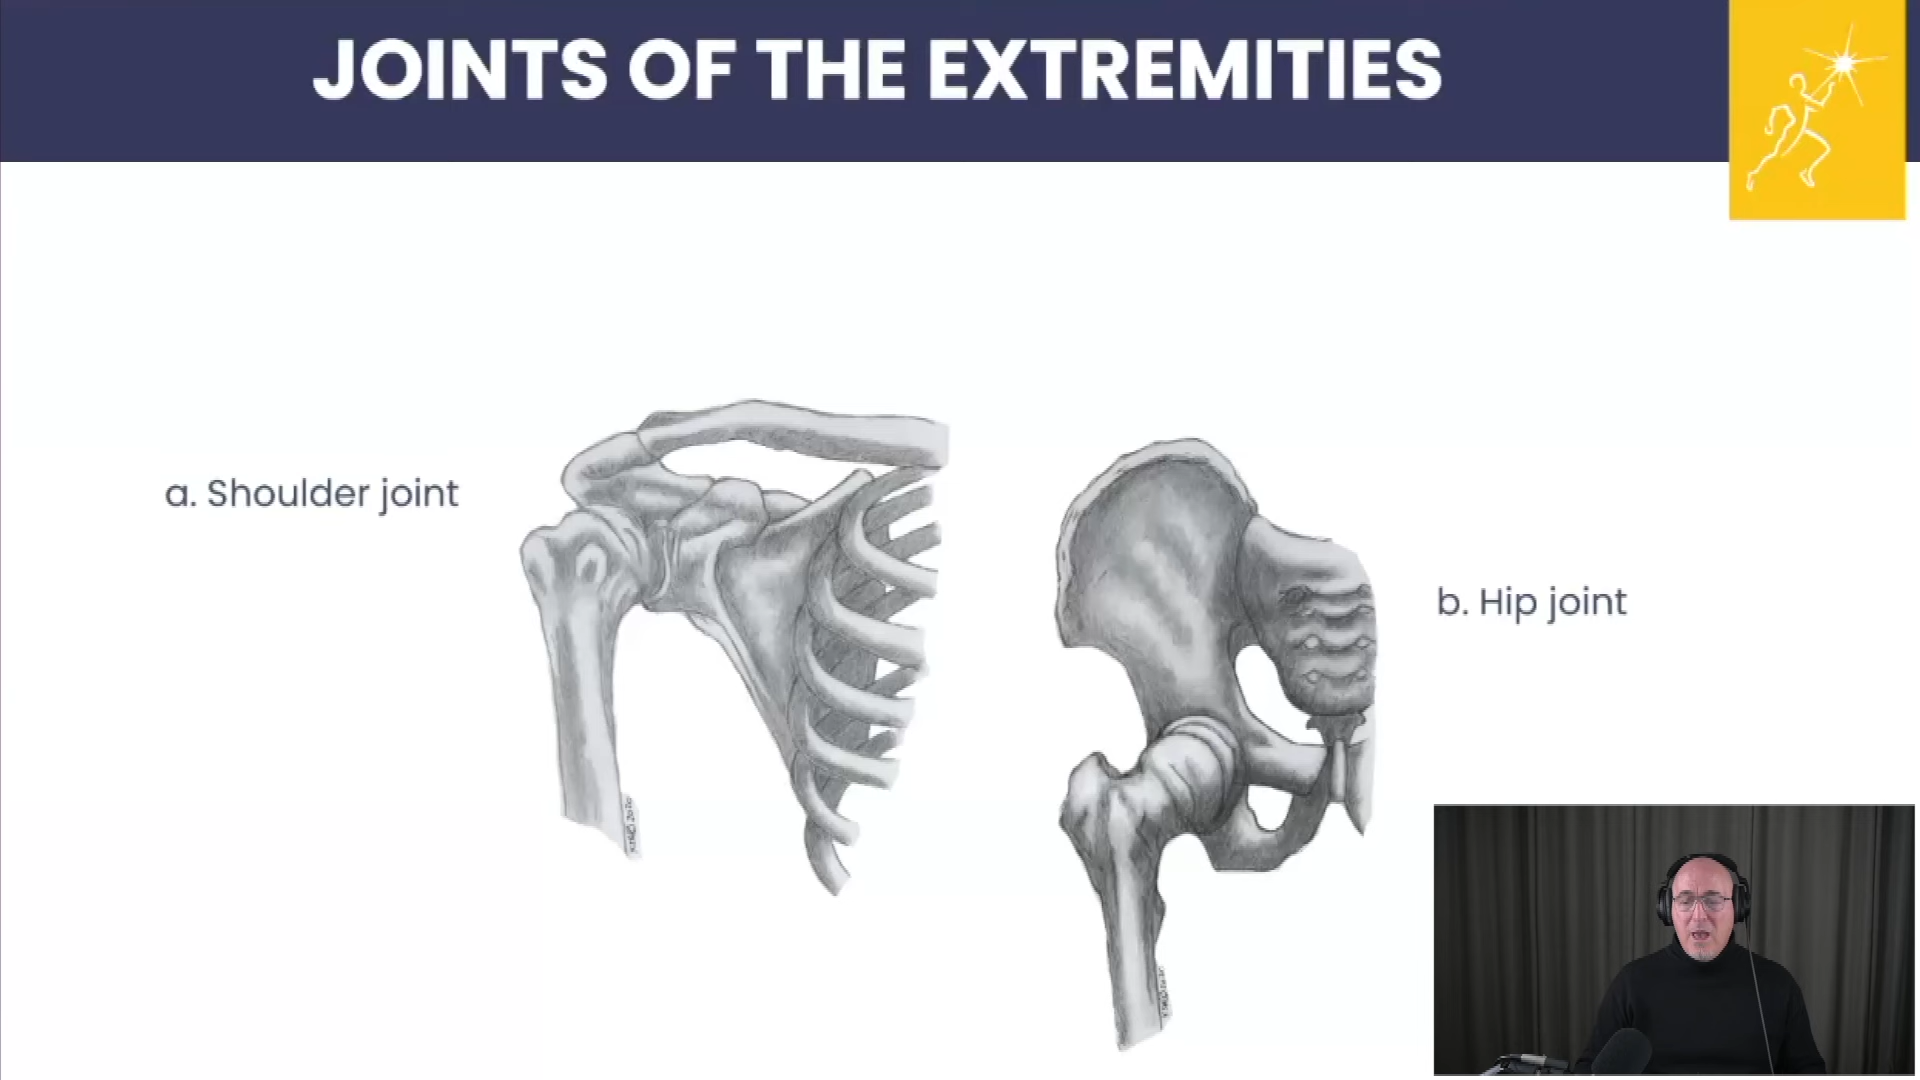 JOINTS OF THE EXTREMITIES
a. Shoulder joint
b. Hip joint